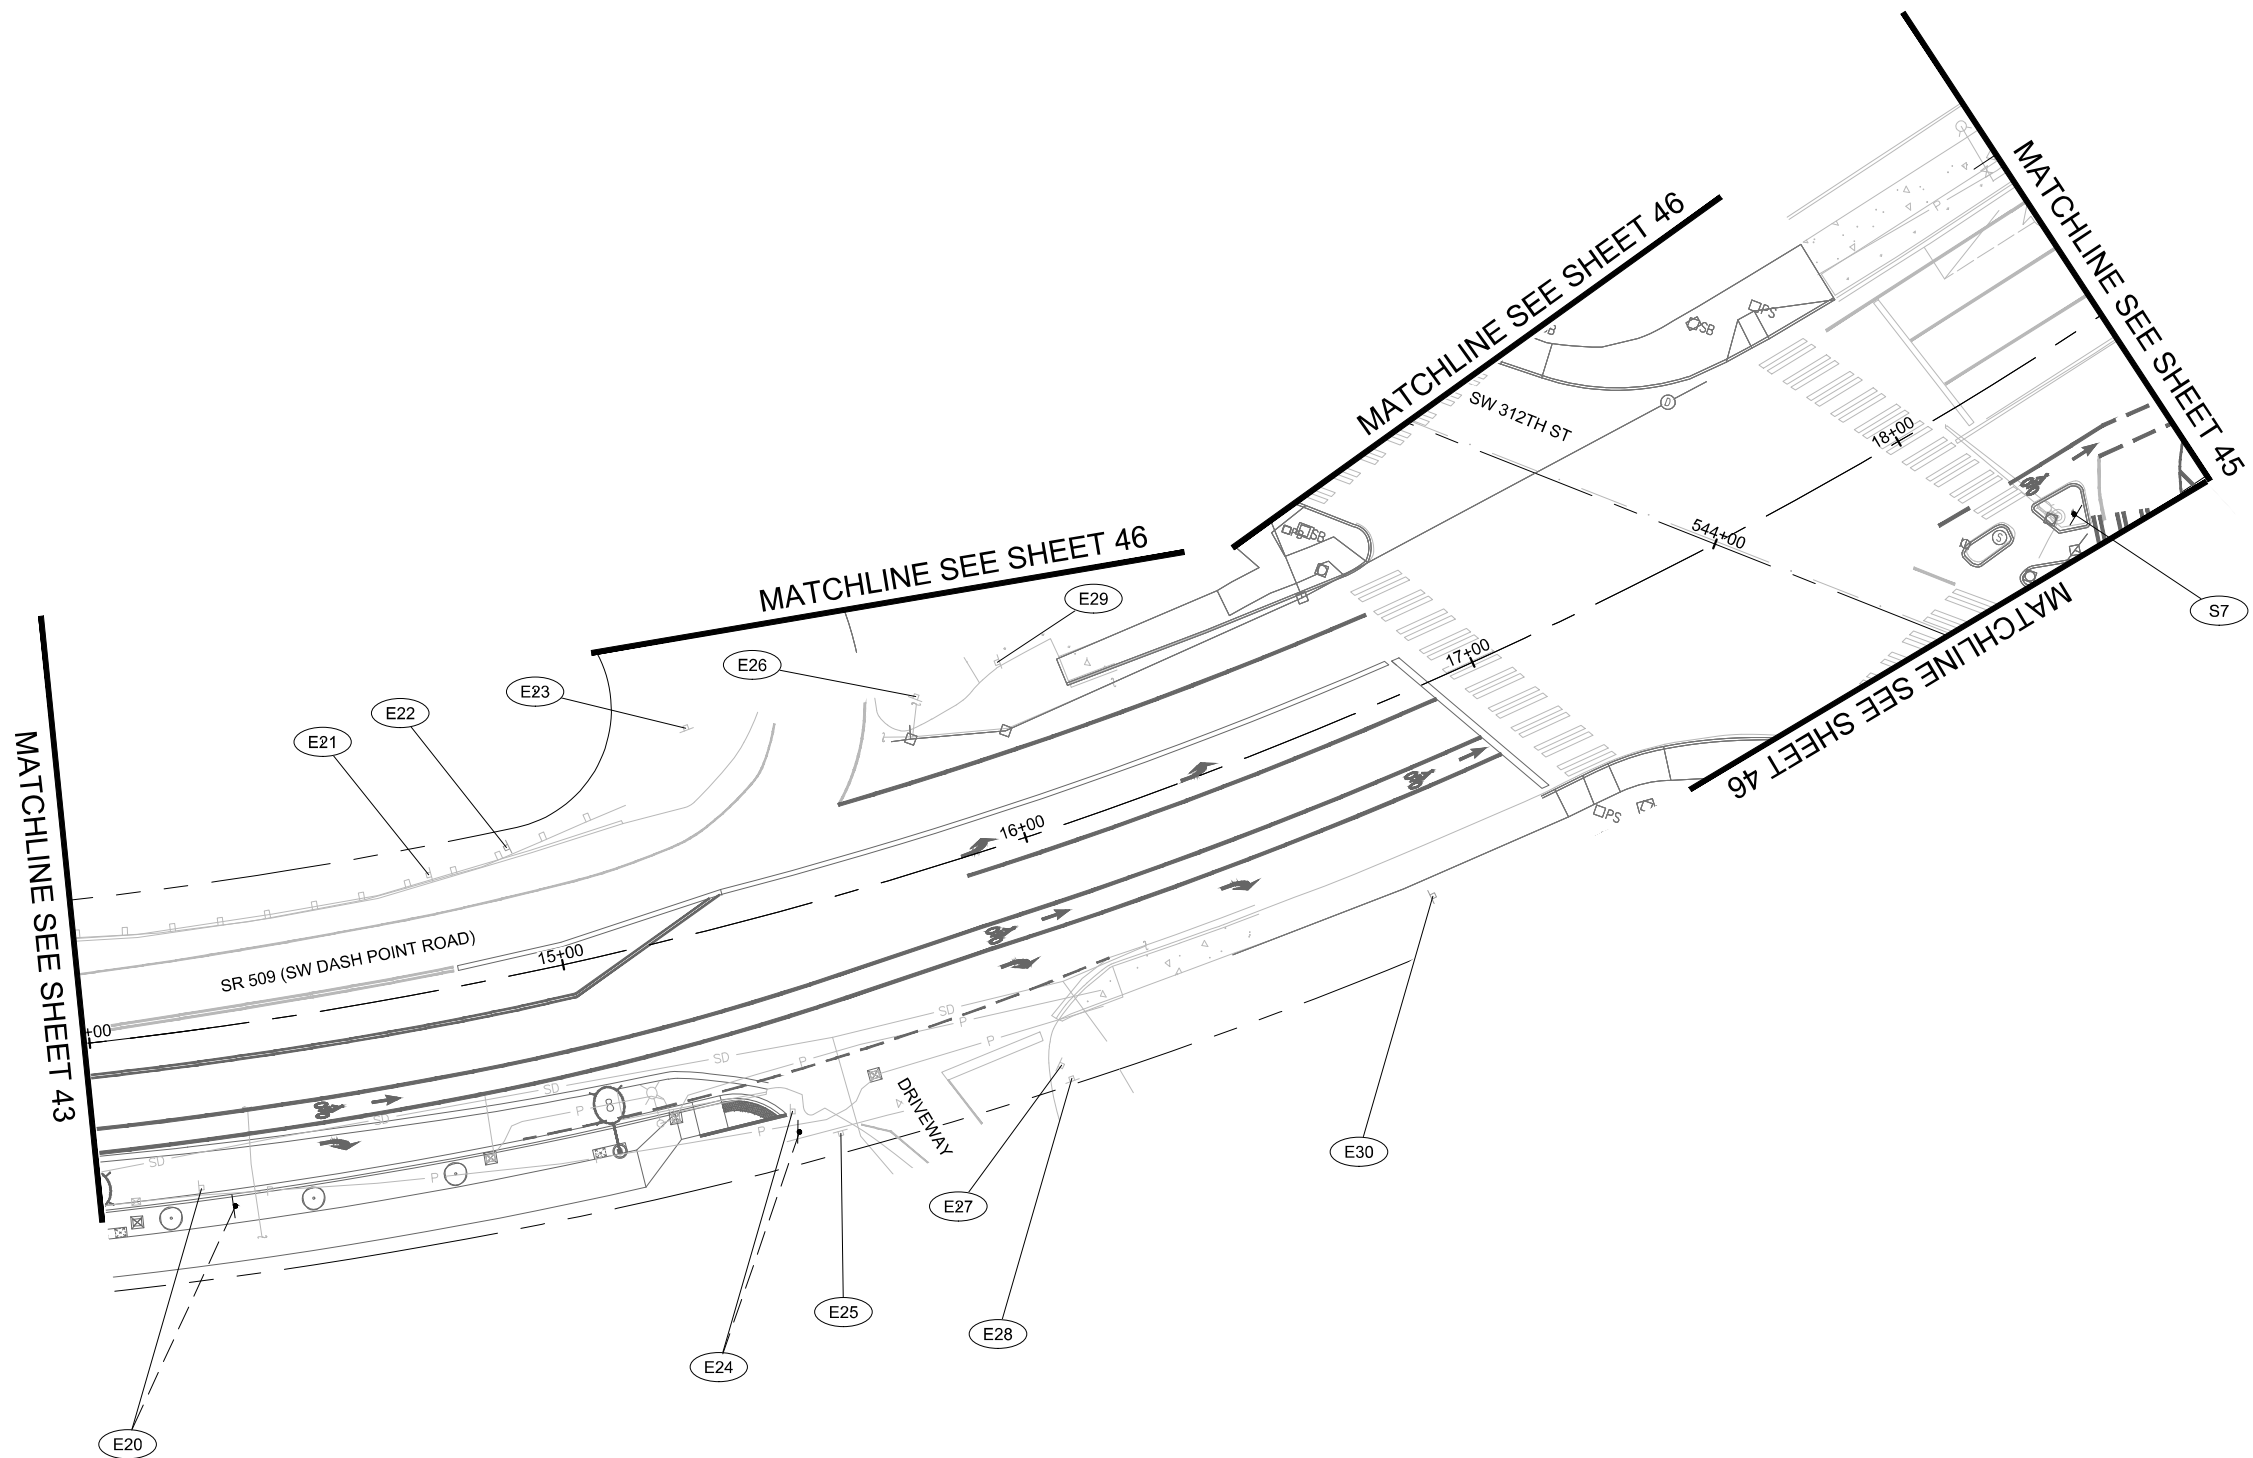 MATCHLINE SEE SHEET 45
MATCHLINE SEE SHEET 46
MATCHLINE SEE SHEET 46
PS
SB
SW 312TH ST
D
18+00
544+00
S
S7
SB
E29
E26
E23
E22
E21
17+00
MATCHLINE SEE SHEET 46
MATCHLINE SEE SHEET 43
PS
16+00
15+00
SR 509 (SW DASH POINT ROAD)
+00
SD
P
P
P
SD
SD
P
SD
8
P
SD
P
P
P
DRIVEWAY
E30
E27
E25
E28
E24
E20